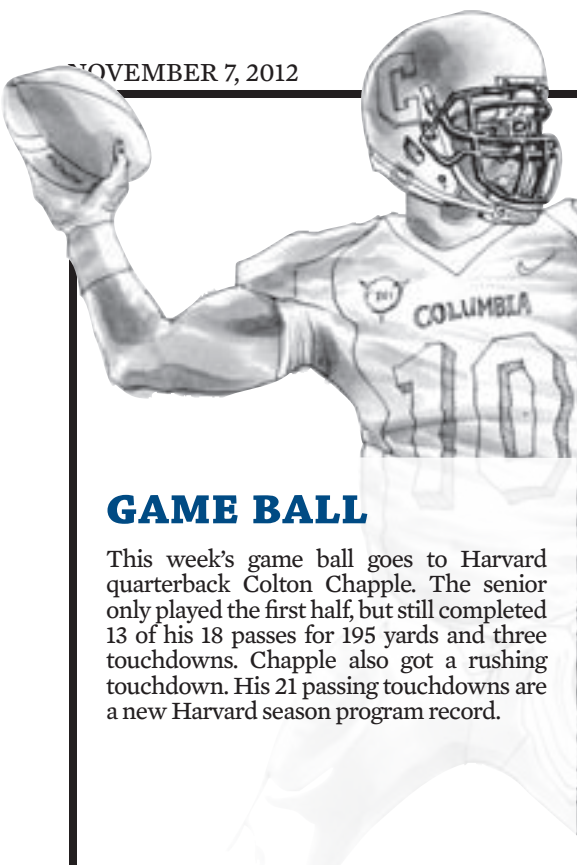 NOVEMBER 7, 2012
C
COLUMBIA
10
GAME BALL
This week's game ball goes to Harvard
quarterback Colton Chapple. The senior
only played the first half, but still completed
13 of his 18 passes for 195 yards and three
touchdowns. Chapple also got a rushing
touchdown. His 21 passing touchdowns are
a new Harvard season program record.